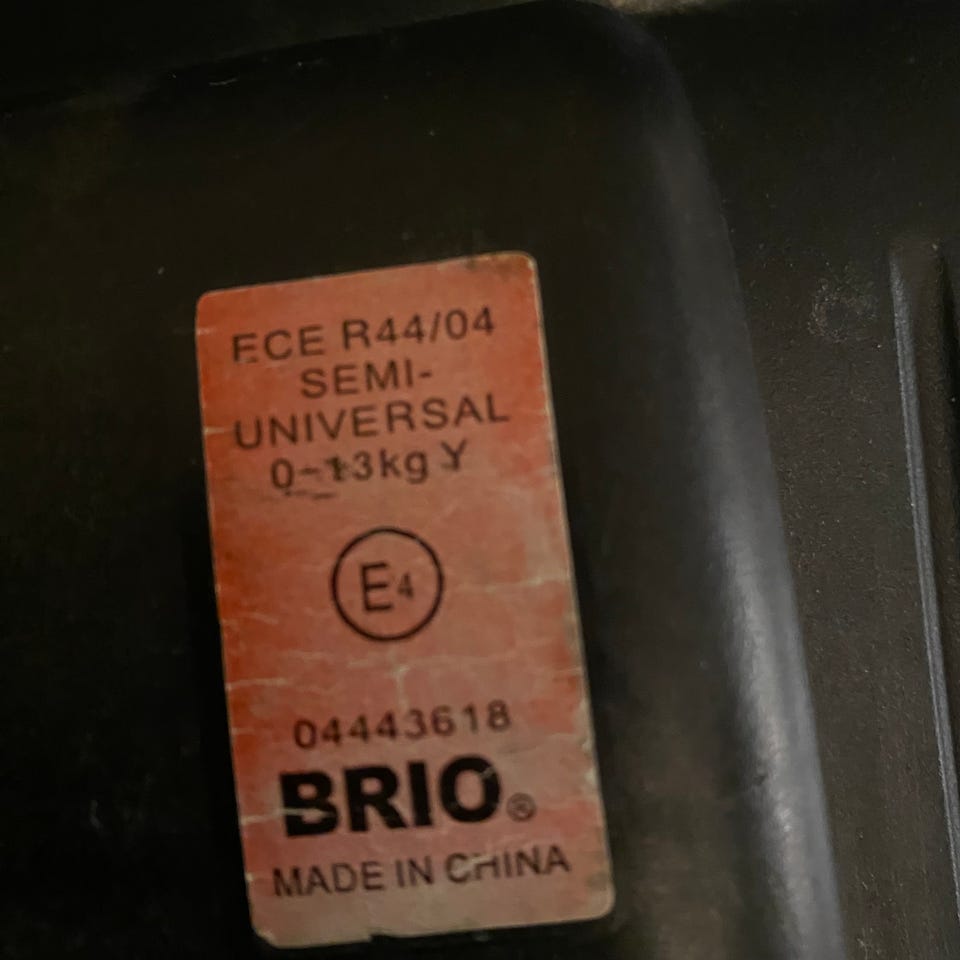 ECE R44/04
SEMI-
UNIVERSAL
0-13kg Y
E4
04443618
BRIO®
MADE IN CHINA